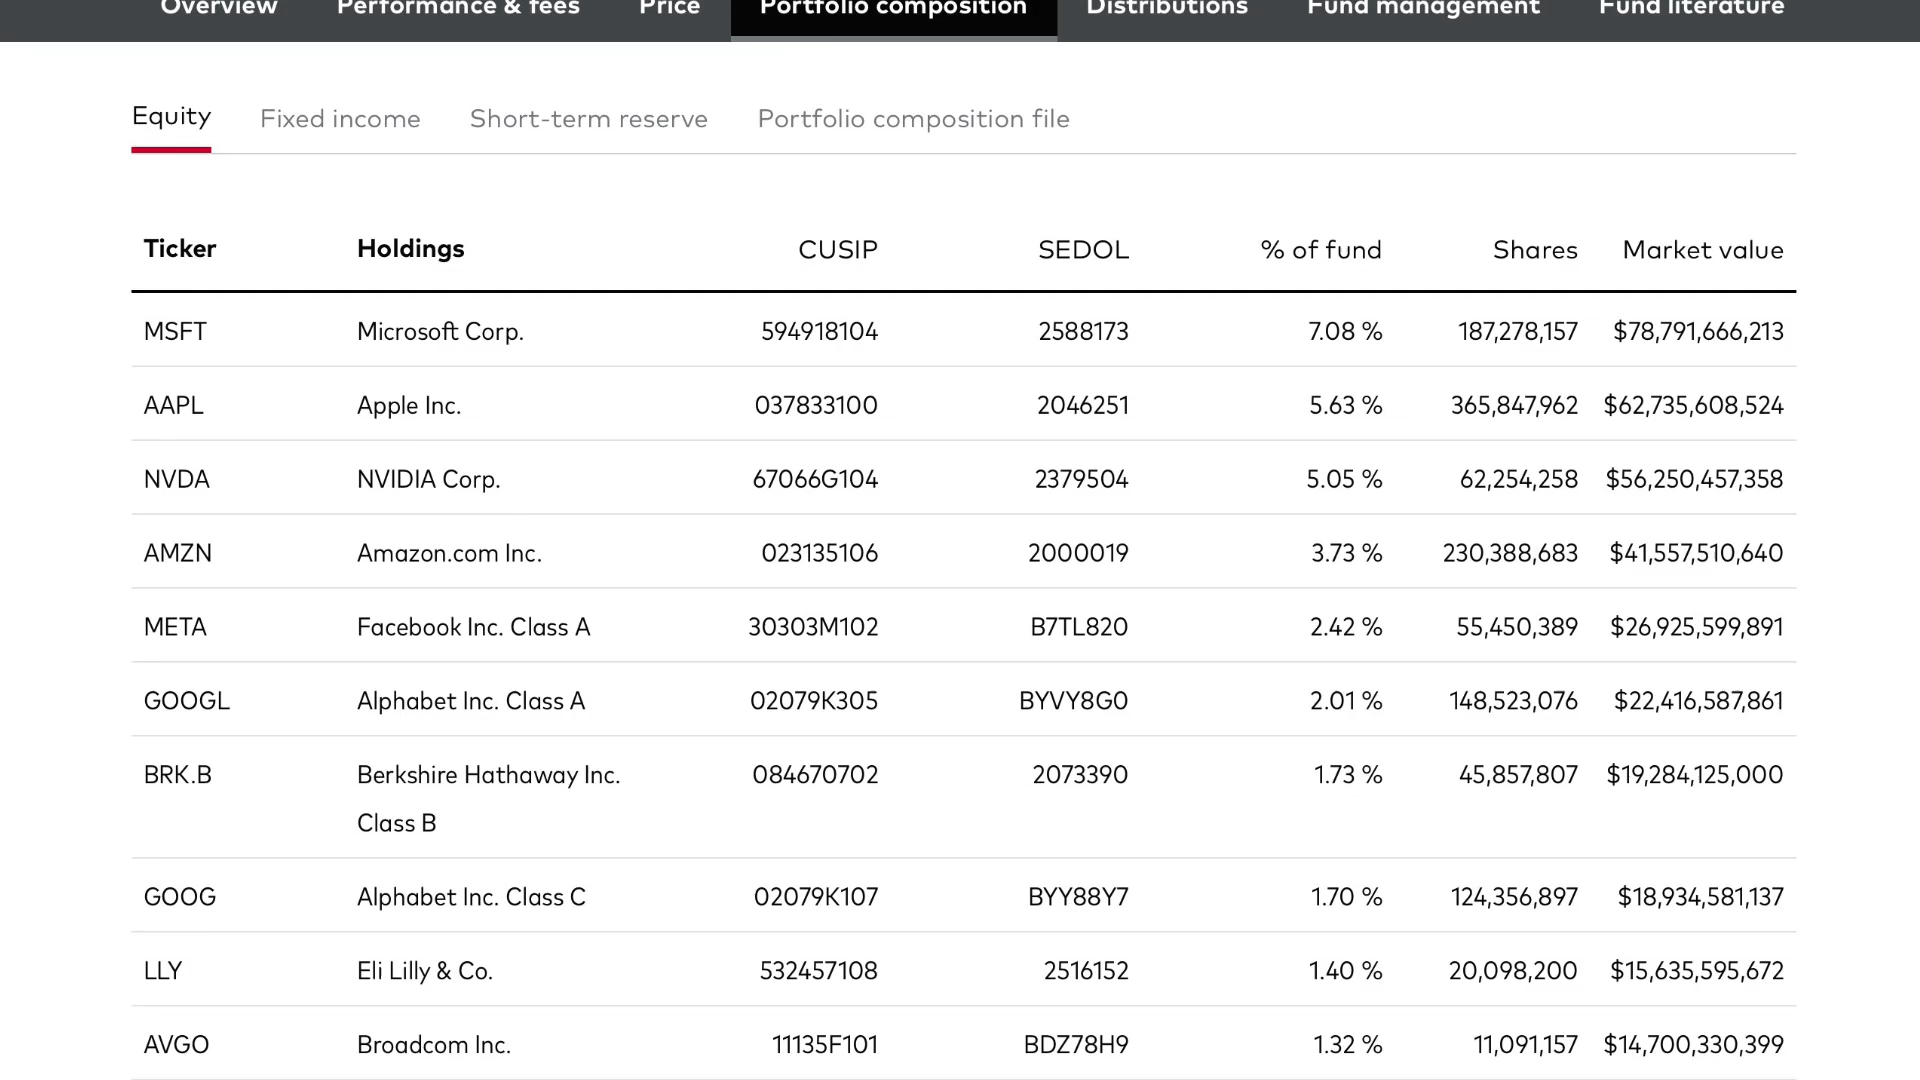 Overview Performance & fees Price Portfolio composition Distributions Fund management Fund literature
Equity Fixed income Short-term reserve Portfolio composition file
Ticker Holdings CUSIP SEDOL % of fund Shares Market value
MSFT Microsoft Corp. 594918104 2588173 7.08 % 187,278,157 $78,791,666,213
AAPL Apple Inc. 037833100 2046251 5.63 % 365,847,962 $62,735,608,524
NVDA NVIDIA Corp. 67066G104 2379504 5.05 % 62,254,258 $56,250,457,358
AMZN Amazon.com Inc. 023135106 2000019 3.73 % 230,388,683 $41,557,510,640
META Facebook Inc. Class A 30303M102 B7TL820 2.42 % 55,450,389 $26,925,599,891
GOOGL Alphabet Inc. Class A 02079K305 BYVY8G0 2.01 % 148,523,076 $22,416,587,861
BRK.B Berkshire Hathaway Inc. 084670702 2073390 1.73 % 45,857,807 $19,284,125,000
Class B
GOOG Alphabet Inc. Class C 02079K107 BYY88Y7 1.70 % 124,356,897 $18,934,581,137
LLY Eli Lilly & Co. 532457108 2516152 1.40 % 20,098,200 $15,635,595,672
AVGO Broadcom Inc. 11135F101 BDZ78H9 1.32 % 11,091,157 $14,700,330,399